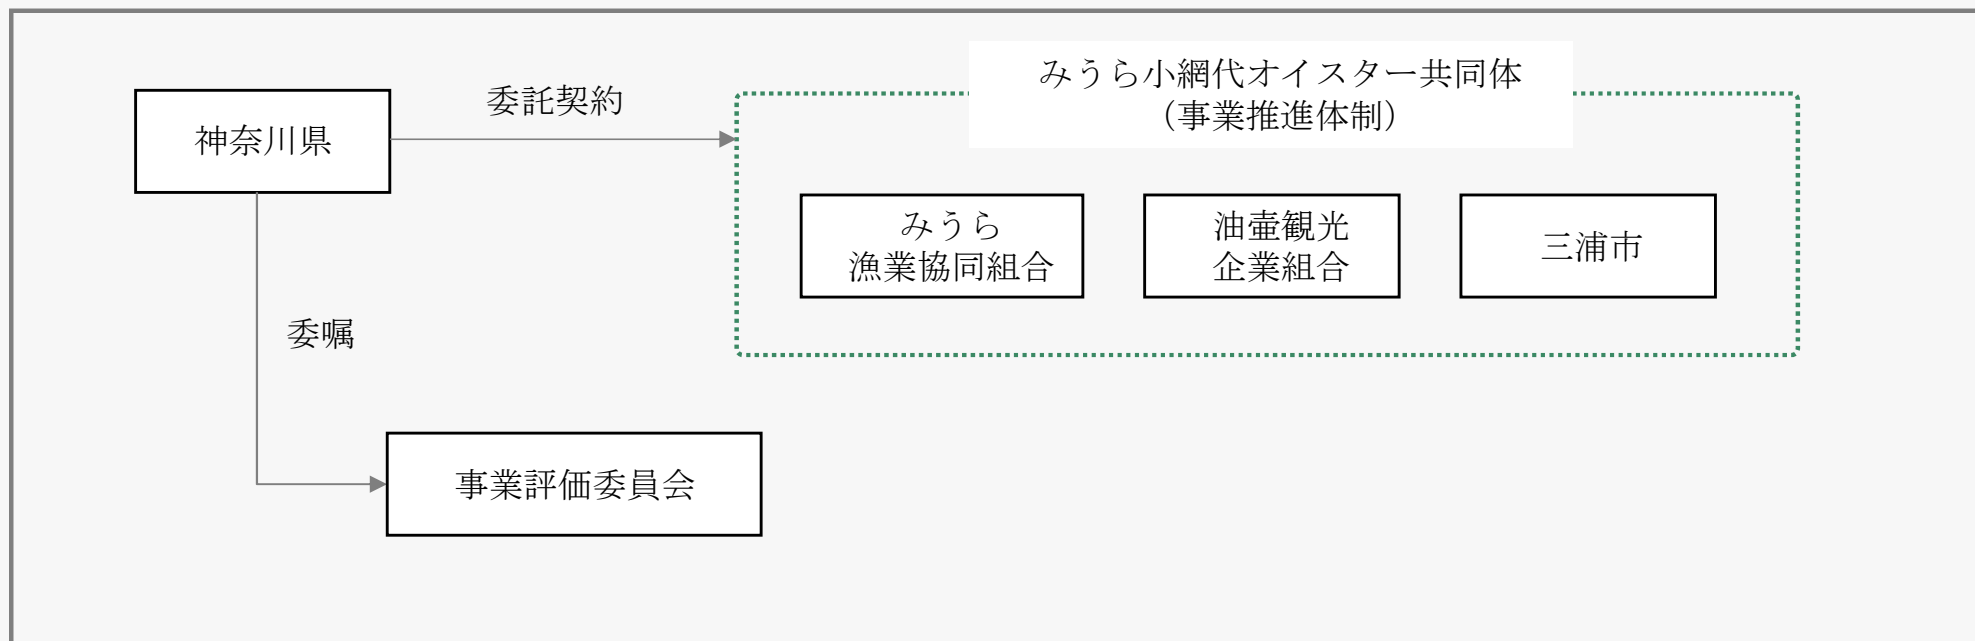 みうら小網代オイスター共同体
（事業推進体制）
委託契約
神奈川県
みうら
漁業協同組合
油壷観光
企業組合
三浦市
委嘱
事業評価委員会